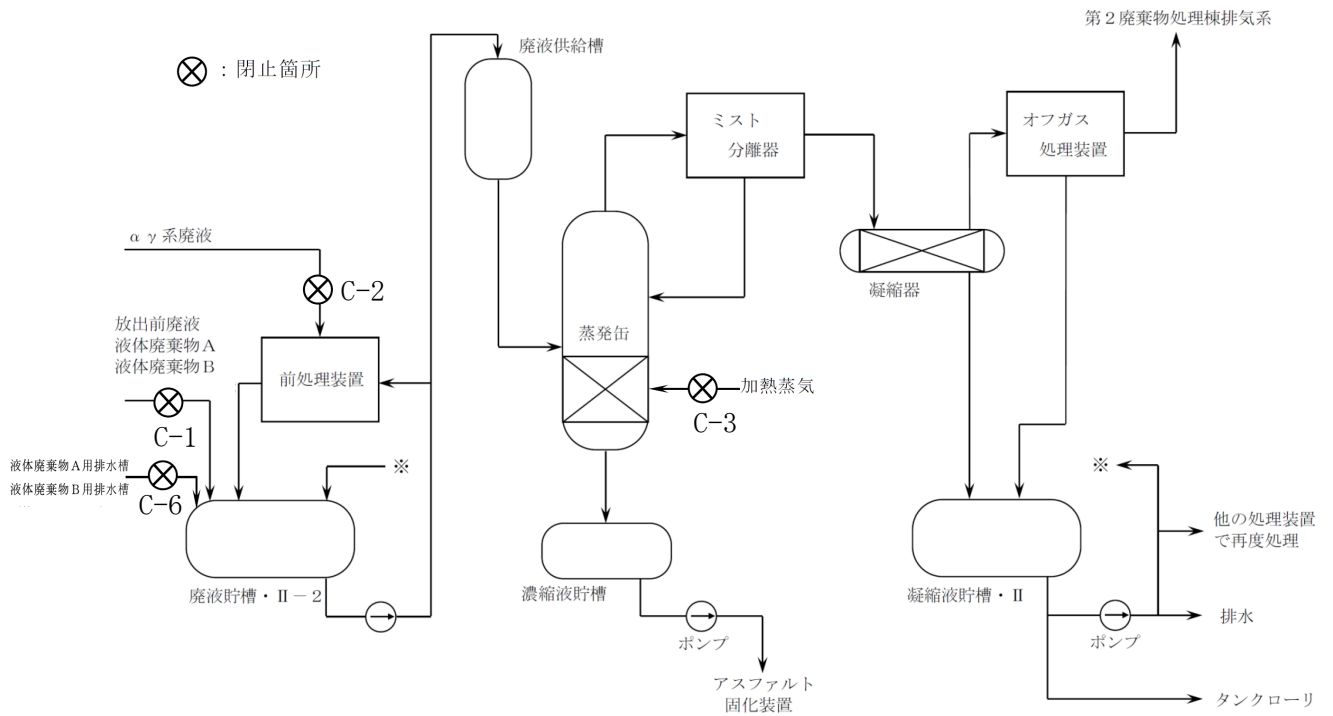 第２廃棄物処理棟排気系
廃液供給槽
：閉止箇所
ミスト
分離器
オフガス
処理装置
αγ系廃液
C-2
凝縮器
放出前廃液
液体廃棄物Ａ
液体廃棄物Ｂ
蒸発缶
前処理装置
加熱蒸気
C-1
C-3
液体廃棄物Ａ用排水槽
液体廃棄物Ｂ用排水槽
※
※
C-6
他の処理装置
で再度処理
廃液貯槽・Ⅱ－２
濃縮液貯槽
凝縮液貯槽・Ⅱ
排水
ポンプ
ポンプ
アスファルト
固化装置
タンクローリ